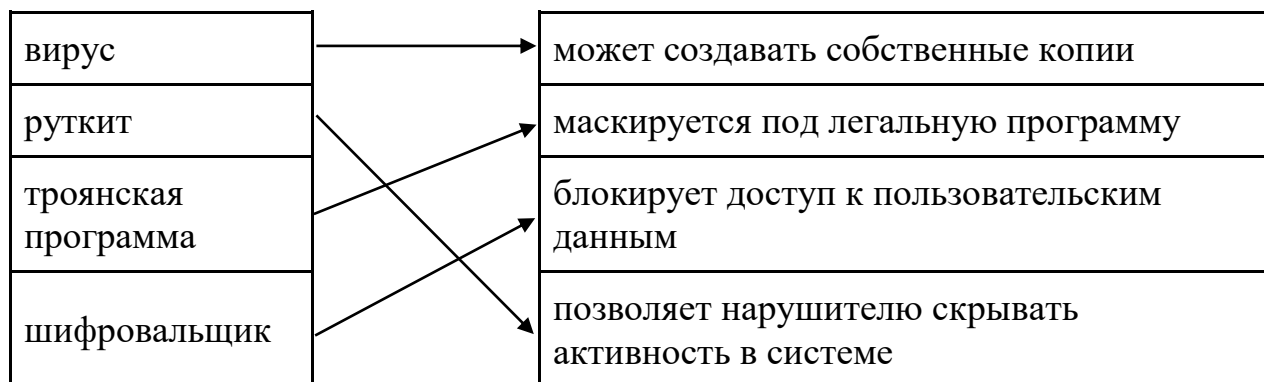 вирус
может создавать собственные копии
руткит
маскируется под легальную программу
троянская
программа
блокирует доступ к пользовательским
данным
шифровальщик
позволяет нарушителю скрывать
активность в системе